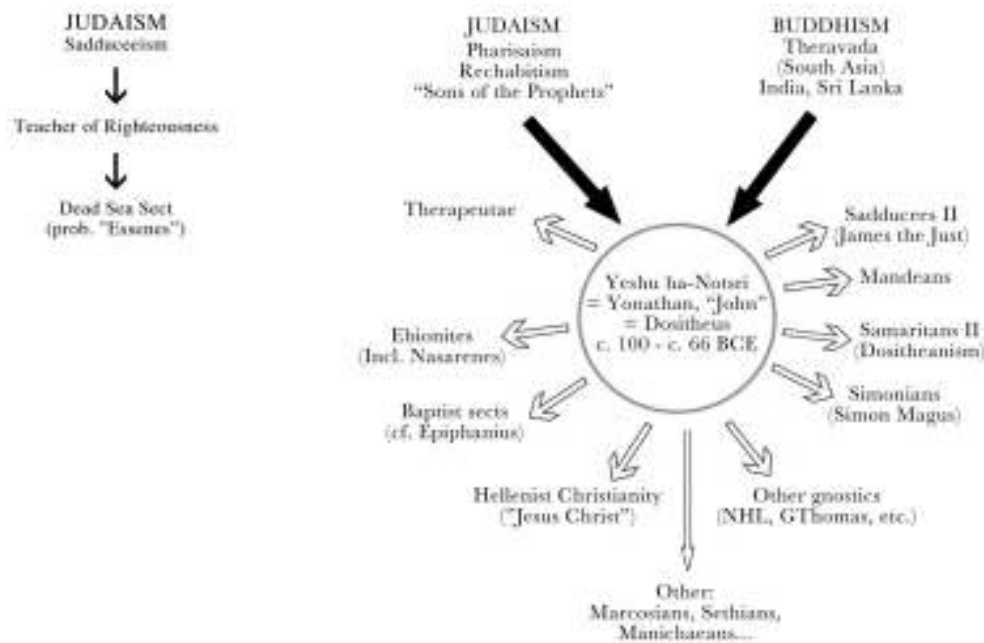 JUDAISM
Sadduceeism
Teacher of Righteousness
Dead Sea Sect
(prob. "Essenes")
JUDAISM
Pharisaism
Rechabitism
“Sons of the Prophets”
BUDDHISM
Theravada
(South Asia)
India, Sri Lanka
Therapeutae
Ebionites
(Incl. Nasarenes)
Baptist sects
(cf. Epiphanius)
Hellenist Christianity
("Jesus Christ")
Yeshu ha-Notsri
= Yonathan, “John”
= Dositheus
c. 100 - c. 66 BCE
Sadducees II
(James the Just)
Mandeans
Samaritans II
(Dositheanism)
Simonians
(Simon Magus)
Other gnostics
(NHL, GThomas, etc.)
Other:
Marcosians, Sethians,
Manichaeans...